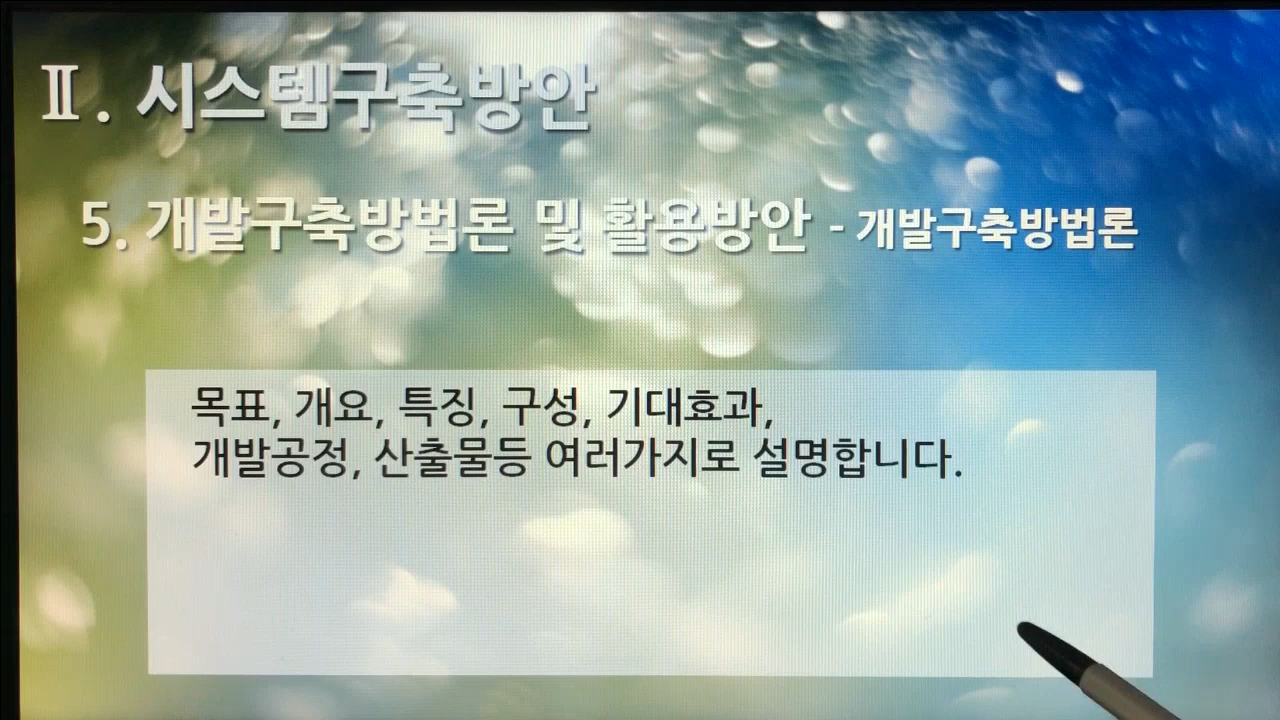 Ⅱ. 시스템구축방안
5. 개발구축방법론 및 활용방안 - 개발구축방법론
목표, 개요, 특징, 구성, 기대효과,
개발공정, 산출물등 여러가지로 설명합니다.